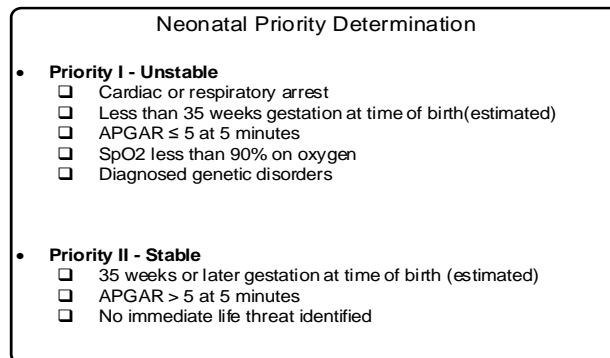 Neonatal Priority Determination
• Priority I - Unstable
❑ Cardiac or respiratory arrest
❑ Less than 35 weeks gestation at time of birth(estimated)
❑ APGAR ≤ 5 at 5 minutes
❑ SpO2 less than 90% on oxygen
❑ Diagnosed genetic disorders
• Priority II - Stable
❑ 35 weeks or later gestation at time of birth (estimated)
❑ APGAR > 5 at 5 minutes
❑ No immediate life threat identified